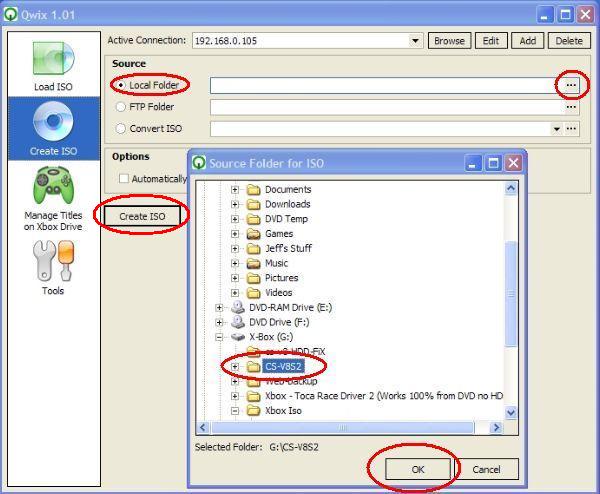 Qwix 1.01
Load ISO
Create ISO
Manage Titles
on Xbox Drive
Tools
Active Connection: 192.168.0.105 Browse Edit Add Delete
Source
Local Folder ...
FTP Folder ...
Convert ISO ...
Options
Automatically
Create ISO
Source Folder for ISO
Documents
Downloads
DVD Temp
Games
Jeff's Stuff
Music
Pictures
Videos
DVD-RAM Drive (E:)
DVD Drive (F:)
X-Box (G:)
cs-v8-HDD-FiX
CS-V8S2
Web-backup
Xbox - Toca Race Driver 2 (Works 100% from DVD no HD
Xbox Iso
Selected Folder: G:\CS-V8S2
OK Cancel